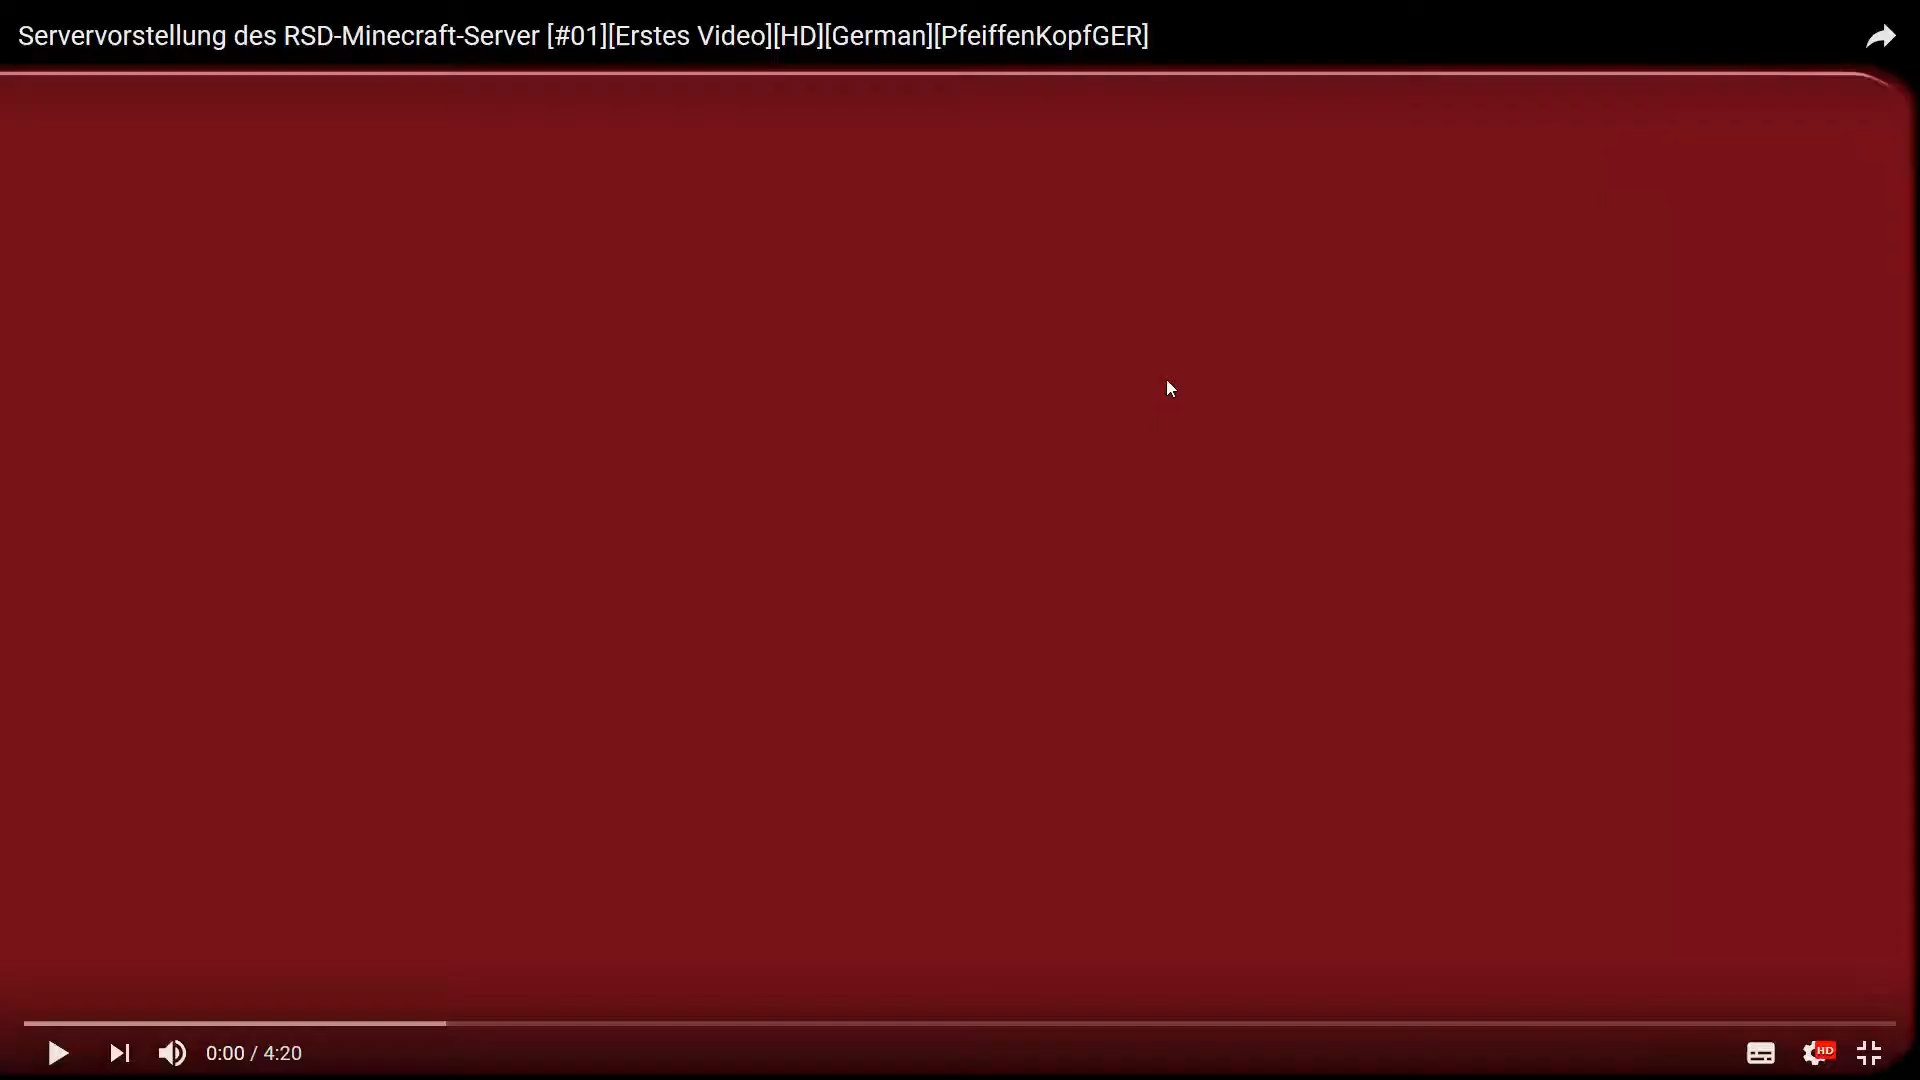 Servervorstellung des RSD-Minecraft-Server [#01][Erstes Video][HD][German][PfeiffenKopfGER]
0:00 / 4:20
HD